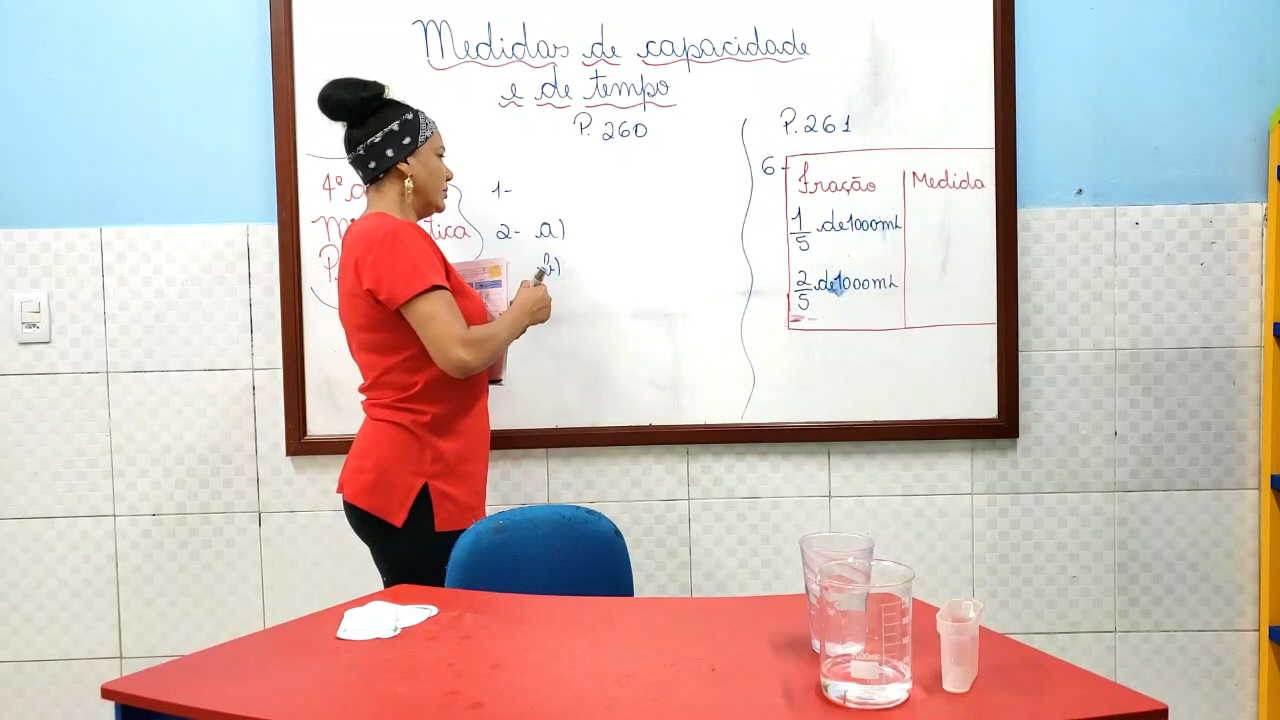 Medidas de capacidade
e de tempo
P. 260
4º
tica
1-
2- a)
b)
P. 261
6-
Fração Medida
1/5 de 1000ml
2/5 de 1000ml